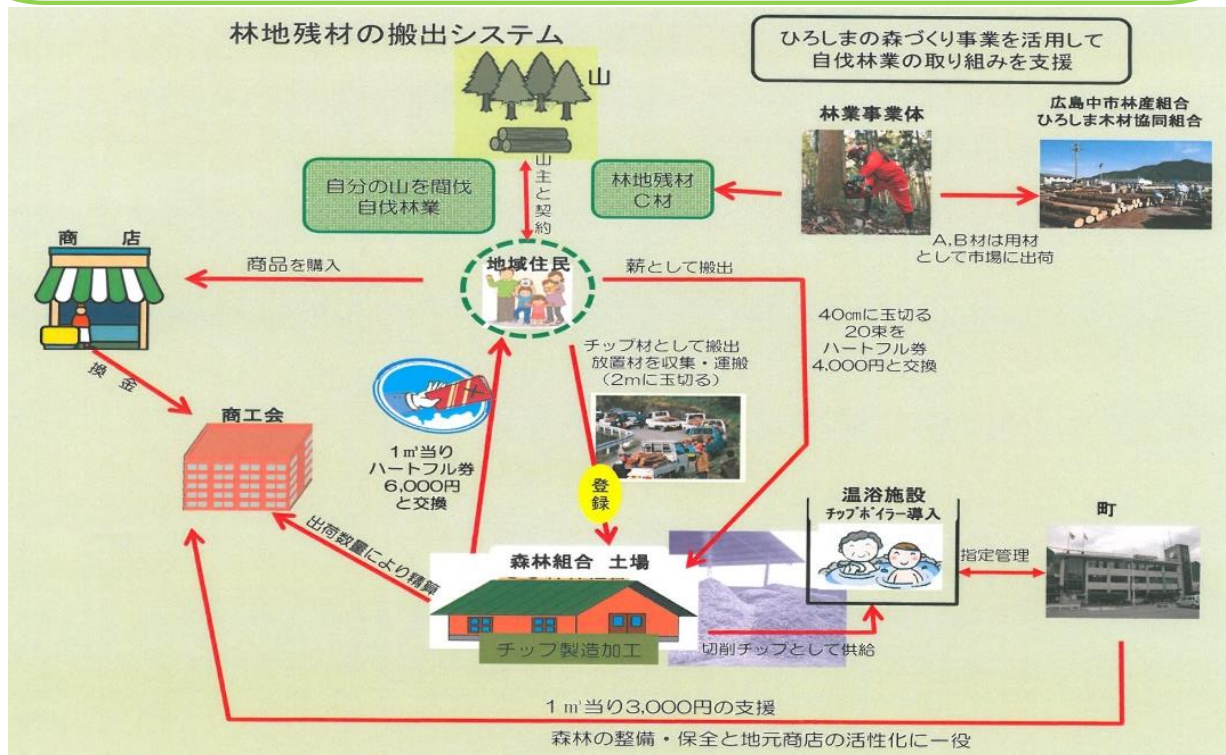 林地残材の搬出システム
ひろしまの森づくり事業を活用して
自伐林業の取り組みを支援
山
山主と契約
自分の山を間伐
自伐林業
林地残材
C材
林業事業体
広島中市林産組合
ひろしま木材協同組合
A,B材は用材
として市場に出荷
商店
商品を購入
地域住民
薪として搬出
40㎝に玉切る
20束を
ハートフル券
4,000円と交換
チップ材として搬出
放置材を収集・運搬
(2mに玉切る)
換金
商工会
1㎥当り
ハートフル券
6,000円
と交換
登録
出荷数量により精算
森林組合 土場
チップ製造加工
切削チップとして供給
温浴施設
チップボイラー導入
指定管理
町
1㎥当り3,000円の支援
森林の整備・保全と地元商店の活性化に一役